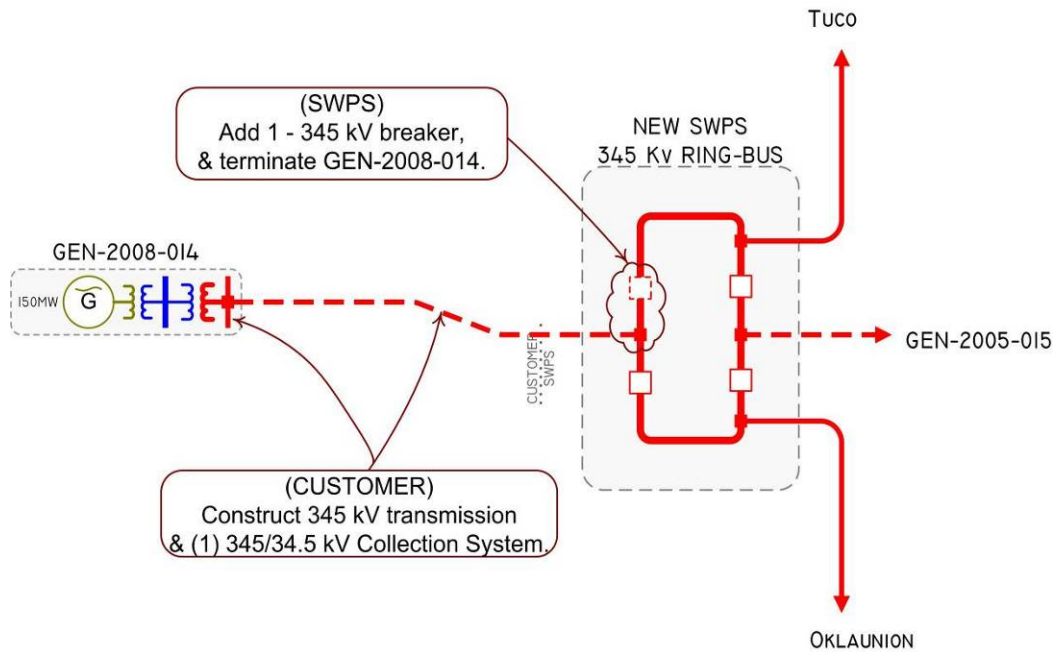 TUCO
(SWPS)
Add 1 - 345 kV breaker,
& terminate GEN-2008-014.
NEW SWPS
345 KV RING-BUS
GEN-2008-014
150MW
G
GEN-2005-015
CUSTOMER
SWPS
(CUSTOMER)
Construct 345 kV transmission
& (1) 345/34.5 kV Collection System.
OKLAUNION